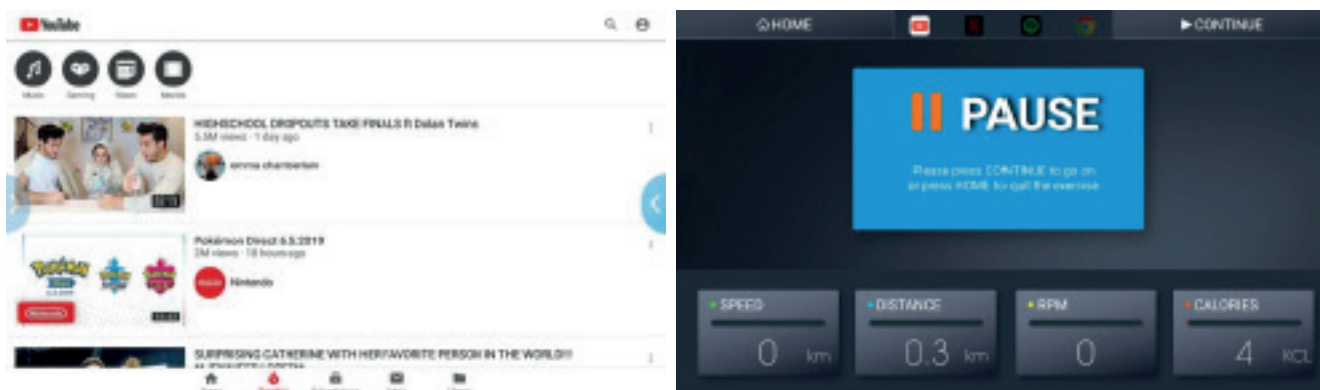 YouTube
Music Gaming News Movies
HIGHSCHOOL DROPOUTS TAKE FINALS ft Dolan Twins
5.5M views · 1 day ago
emma chamberlain
Pokémon Direct 6.5.2019
2M views · 18 hours ago
Nintendo
Pokémon
Nintendo
SURPRISING CATHERINE WITH HER FAVORITE PERSON IN THE WORLD!!!
HOME
CONTINUE
PAUSE
Please press CONTINUE to go on
or press HOME to quit the exercise
SPEED
0 km
DISTANCE
0.3 km
RPM
0
CALORIES
4 KCL